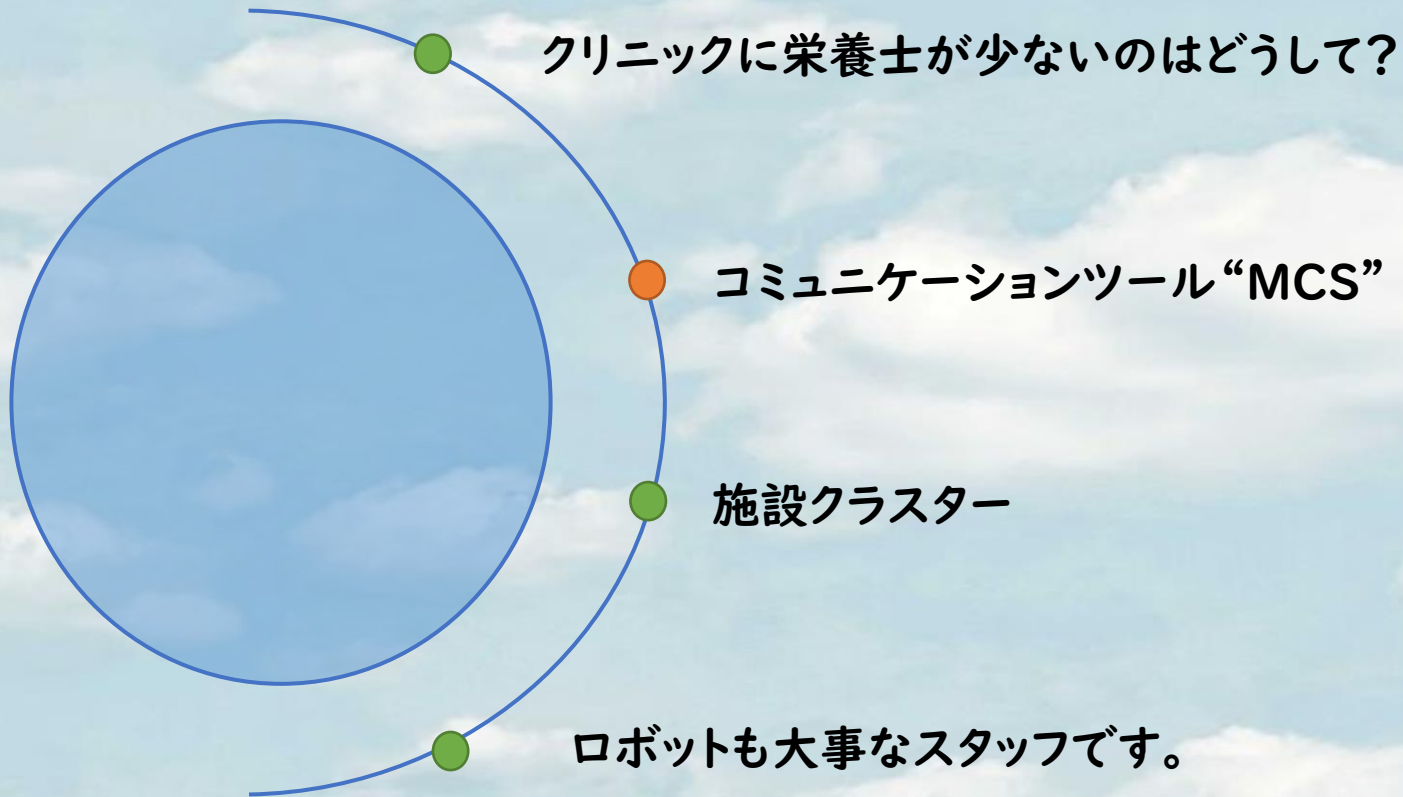 クリニックに栄養士が少ないのはどうして?
コミュニケーションツール“MCS”
施設クラスター
ロボットも大事なスタッフです。